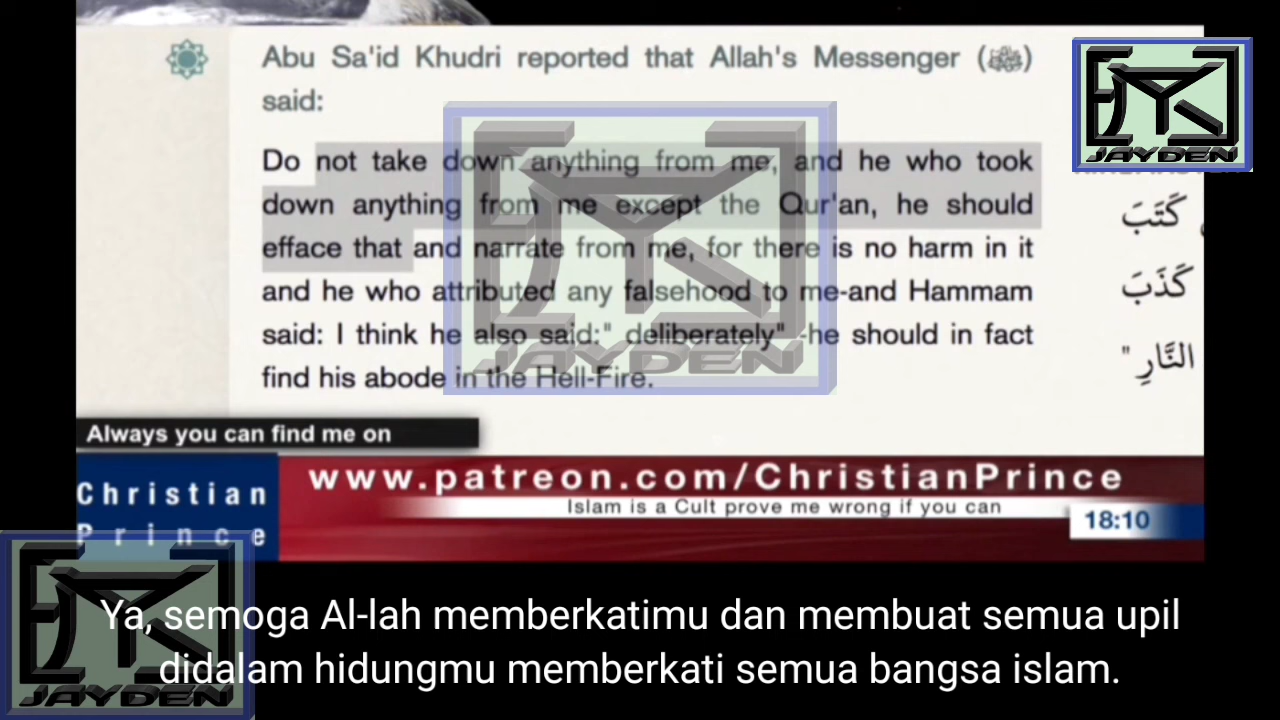 Abu Sa'id Khudri reported that Allah's Messenger (ﷺ)
said:
Do not take down anything from me, and he who took
down anything from me except the Qur'an, he should
efface that and narrate from me, for there is no harm in it
and he who attributed any falsehood to me-and Hammam
said: I think he also said:" deliberately" -he should in fact
find his abode in the Hell-Fire.
كَتَبَ
كَذَبَ
النَّارِ "
JAYDEN
JAYDEN
Always you can find me on
www.patreon.com/ChristianPrince
Christian
Prince
Islam is a Cult prove me wrong if you can
18:10
JAYDEN
Ya, semoga Al-lah memberkatimu dan membuat semua upil
didalam hidungmu memberkati semua bangsa islam.